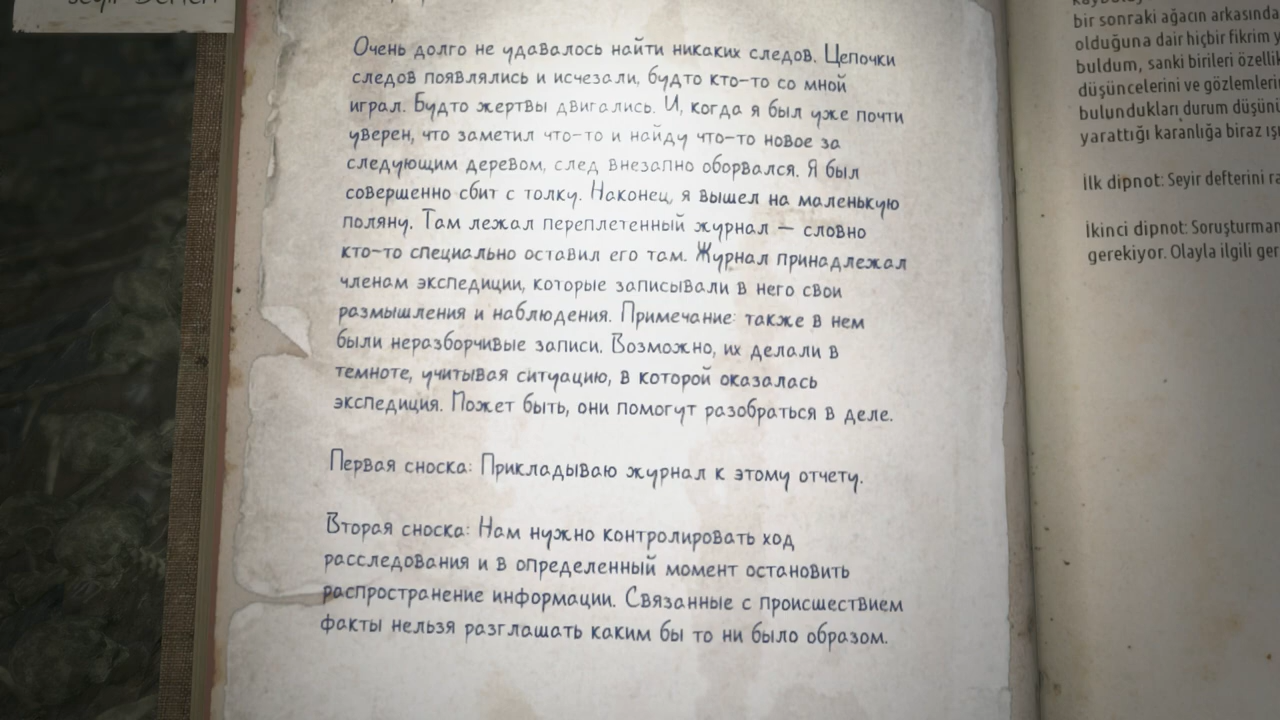 Seyir Defteri
Очень долго не удавалось найти никаких следов. Цепочки
следов появлялись и исчезали, будто кто-то со мной
играл. Будто жертвы двигались. И, когда я был уже почти
уверен, что заметил что-то и найду что-то новое за
следующим деревом, след внезапно оборвался. Я был
совершенно сбит с толку. Наконец, я вышел на маленькую
поляну. Там лежал переплетенный журнал — словно
кто-то специально оставил его там. Журнал принадлежал
членам экспедиции, которые записывали в него свои
размышления и наблюдения. Примечание: также в нем
были неразборчивые записи. Возможно, их делали в
темноте, учитывая ситуацию, в которой оказалась
экспедиция. Может быть, они помогут разобраться в деле.
Первая сноска: Прикладываю журнал к этому отчету.
Вторая сноска: Нам нужно контролировать ход
расследования и в определенный момент остановить
распространение информации. Связанные с происшествием
факты нельзя разглашать каким бы то ни было образом.
bir sonraki ağacın arkasında
olduğuna dair hiçbir fikrim
buldum, sanki birileri
düşüncelerini ve
bulundukları durum
yarattığı karanlığa biraz
İlk dipnot: Seyir defterini
İkinci dipnot:
gerekiyor. Olayla ilgili